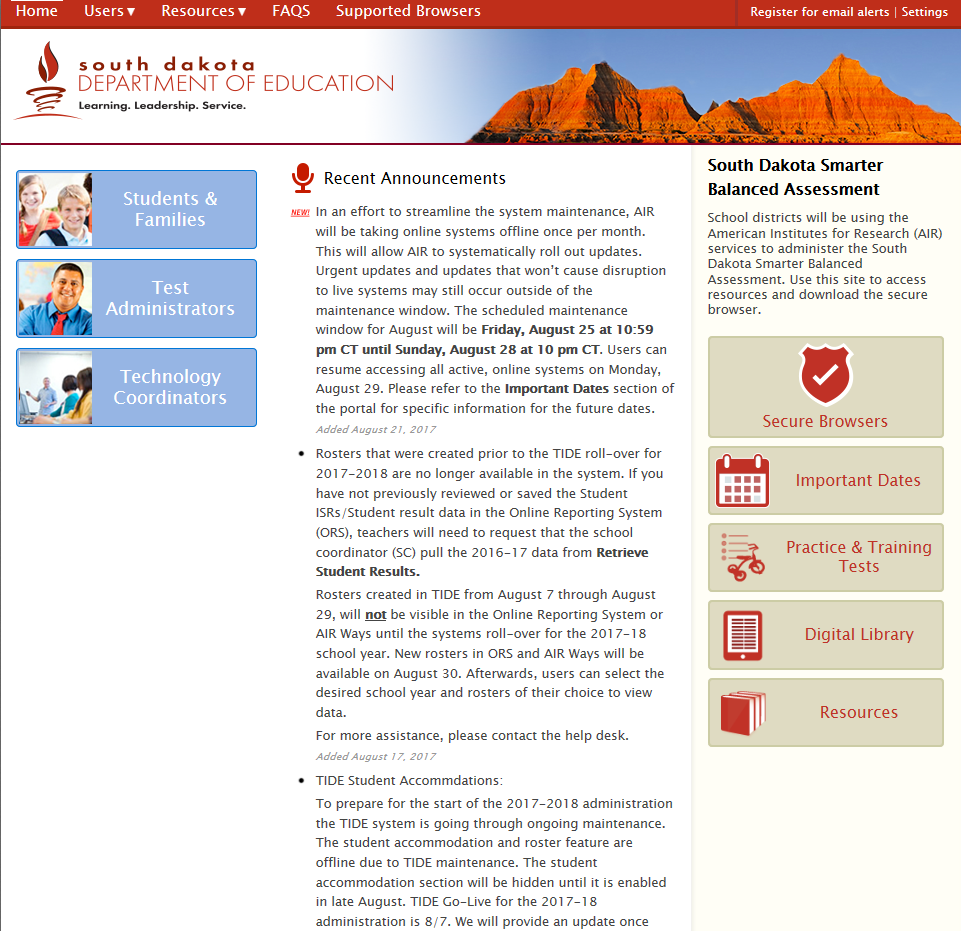 Home Users▼ Resources▼ FAQS Supported Browsers Register for email alerts | Settings
south dakota
DEPARTMENT OF EDUCATION
Learning. Leadership. Service.
Students &
Families
Test
Administrators
Technology
Coordinators
Recent Announcements
NEW! In an effort to streamline the system maintenance, AIR
will be taking online systems offline once per month.
This will allow AIR to systematically roll out updates.
Urgent updates and updates that won't cause disruption
to live systems may still occur outside of the
maintenance window. The scheduled maintenance
window for August will be Friday, August 25 at 10:59
pm CT until Sunday, August 28 at 10 pm CT. Users can
resume accessing all active, online systems on Monday,
August 29. Please refer to the Important Dates section of
the portal for specific information for the future dates.
Added August 21, 2017
• Rosters that were created prior to the TIDE roll-over for
2017-2018 are no longer available in the system. If you
have not previously reviewed or saved the Student
ISRs/Student result data in the Online Reporting System
(ORS), teachers will need to request that the school
coordinator (SC) pull the 2016-17 data from Retrieve
Student Results.
Rosters created in TIDE from August 7 through August
29, will not be visible in the Online Reporting System or
AIR Ways until the systems roll-over for the 2017-18
school year. New rosters in ORS and AIR Ways will be
available on August 30. Afterwards, users can select the
desired school year and rosters of their choice to view
data.
For more assistance, please contact the help desk.
Added August 17, 2017
• TIDE Student Accommdations:
To prepare for the start of the 2017-2018 administration
the TIDE system is going through ongoing maintenance.
The student accommodation and roster feature are
offline due to TIDE maintenance. The student
accommodation section will be hidden until it is enabled
in late August. TIDE Go-Live for the 2017-18
administration is 8/7. We will provide an update once
South Dakota Smarter
Balanced Assessment
School districts will be using the
American Institutes for Research (AIR)
services to administer the South
Dakota Smarter Balanced
Assessment. Use this site to access
resources and download the secure
browser.
Secure Browsers
Important Dates
Practice & Training
Tests
Digital Library
Resources